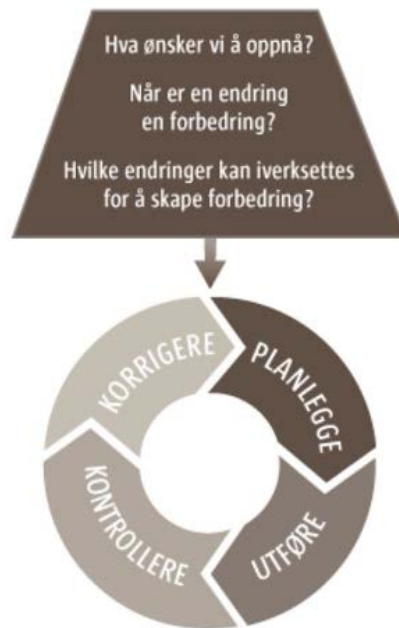 Hva ønsker vi å oppnå?
Når er en endring
en forbedring?
Hvilke endringer kan iverksettes
for å skape forbedring?
KORRIGERE
PLANLEGGE
KONTROLLERE
UTFØRE